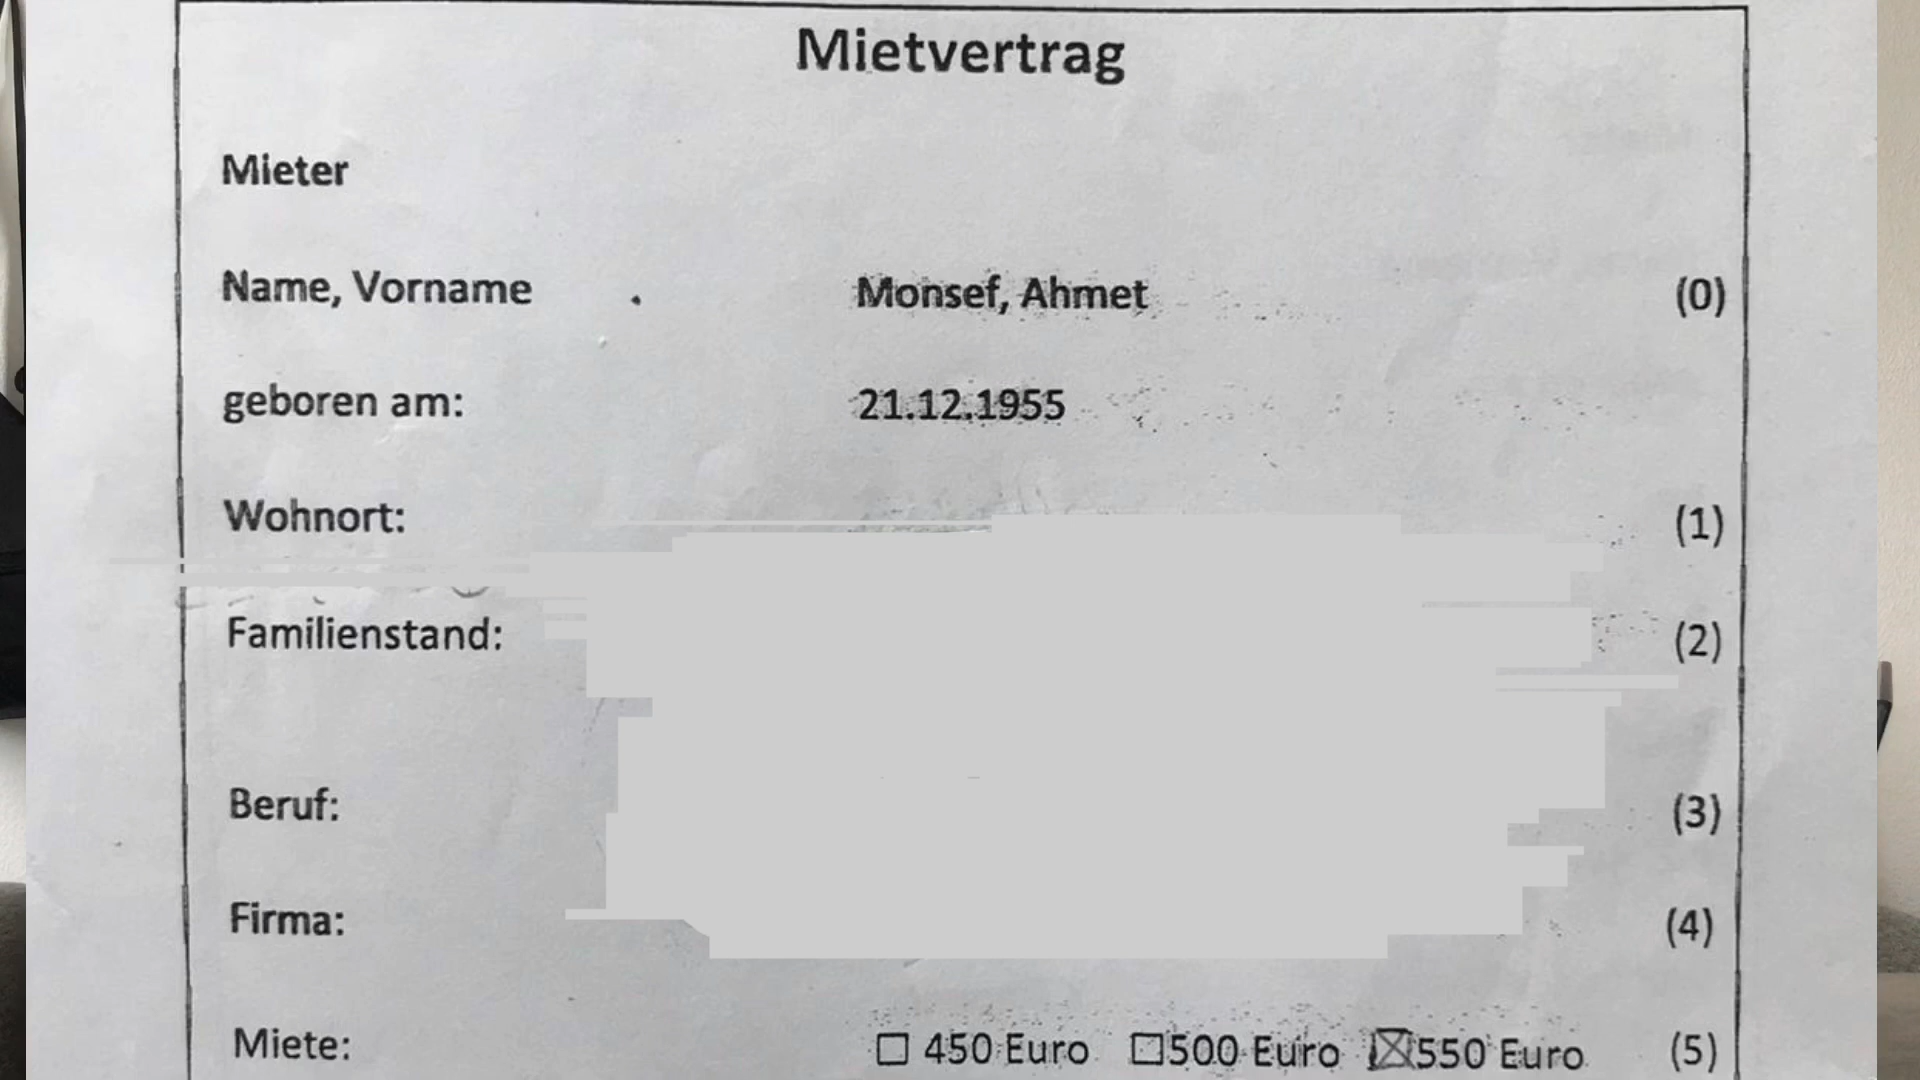 Mietvertrag
Mieter
Name, Vorname Monsef, Ahmet (0)
geboren am: 21.12.1955
Wohnort: (1)
Familienstand: (2)
Beruf: (3)
Firma: (4)
Miete: ☐ 450 Euro ☐ 500 Euro ☒ 550 Euro (5)